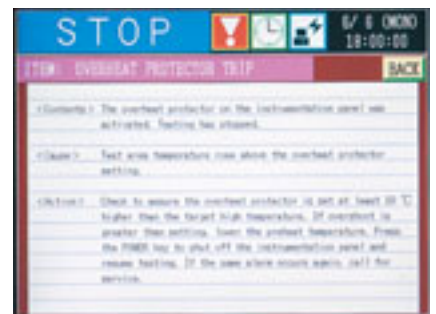 STOP
6/ 6 (MON)
18:00:00
ITEM: OVERHEAT PROTECTOR TRIP
BACK
<Contents> The overheat protector on the instrumentation panel was
activated. Testing has stopped.
<Cause> Test area temperature rose above the overheat protector
setting.
<Action> Check to assure the overheat protector is set at least
higher than the target high temperature. If overshoot is
greater than setting, lower the preheat temperature. Press
the POWER key to shut off the instrumentation panel and
resume testing. If the same alarm occurs again, call for
service.